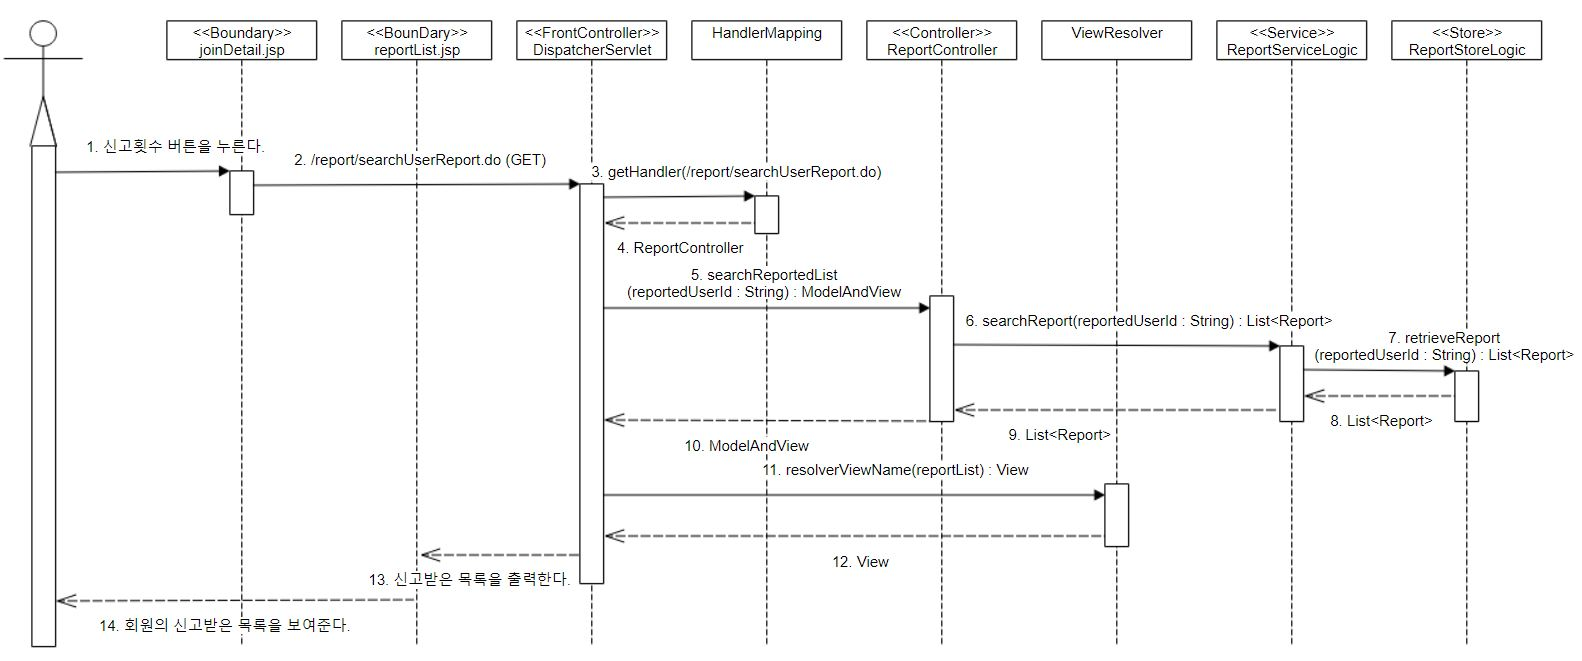 <<Boundary>>
joinDetail.jsp
<<BounDary>>
reportList.jsp
<<FrontController>>
DispatcherServlet
HandlerMapping
<<Controller>>
ReportController
ViewResolver
<<Service>>
ReportServiceLogic
<<Store>>
ReportStoreLogic
1. 신고횟수 버튼을 누른다.
2. /report/searchUserReport.do (GET)
3. getHandler(/report/searchUserReport.do)
4. ReportController
5. searchReportedList
(reportedUserId : String) : ModelAndView
6. searchReport(reportedUserId : String) : List<Report>
7. retrieveReport
(reportedUserId : String) : List<Report>
8. List<Report>
9. List<Report>
10. ModelAndView
11. resolverViewName(reportList) : View
12. View
13. 신고받은 목록을 출력한다.
14. 회원의 신고받은 목록을 보여준다.